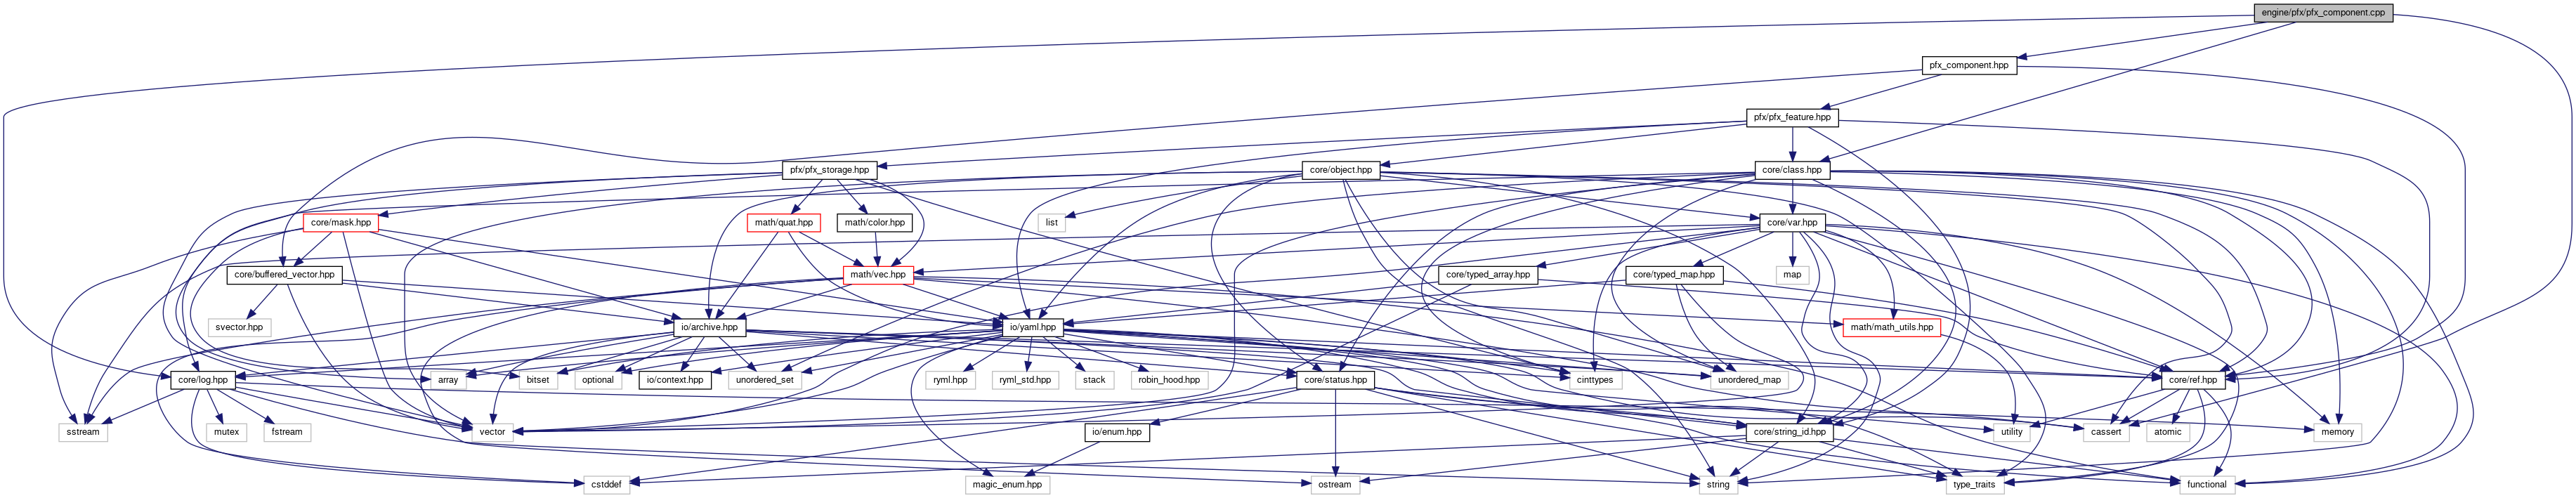 engine/pfx/pfx_component.cpp
pfx_component.hpp
pfx/pfx_feature.hpp
pfx/pfx_storage.hpp
core/object.hpp
core/class.hpp
core/mask.hpp
math/quat.hpp
math/color.hpp
list
core/var.hpp
core/buffered_vector.hpp
math/vec.hpp
core/typed_array.hpp
core/typed_map.hpp
map
svector.hpp
io/archive.hpp
io/yaml.hpp
math/math_utils.hpp
core/log.hpp
array
bitset
optional
io/context.hpp
unordered_set
ryml.hpp
ryml_std.hpp
stack
robin_hood.hpp
core/status.hpp
cinttypes
unordered_map
core/ref.hpp
sstream
mutex
fstream
vector
io/enum.hpp
core/string_id.hpp
utility
cassert
atomic
memory
cstddef
magic_enum.hpp
ostream
string
type_traits
functional